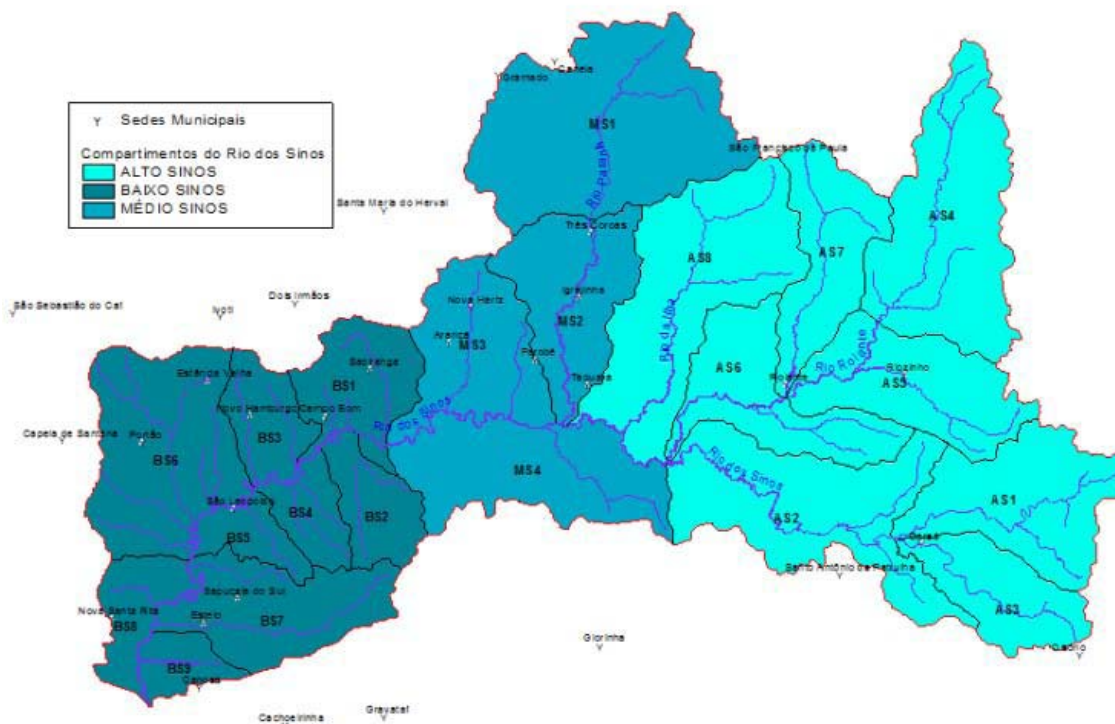 Gramado
Canela
MS1
Sedes Municipais
Compartimentos do Rio dos Sinos
ALTO SINOS
BAIXO SINOS
MÉDIO SINOS
São Francisco de Paula
Rio Paranh
Santa Maria do Herval
Três Coroas
AS4
AS7
AS8
São Sebastião do Caí
Dois Irmãos
Ivoti
Nova Hertz
Igrejinha
MS2
Rio da Ilha
Araricá
MS3
Parobé
Sapiranga
Rio Rolante
Riozinho
AS5
AS6
Rolante
Taquara
Estância Velha
BS1
Novo Hamburgo
Campo Bom
Rio dos Sinos
Capela de Santana
Portão
BS3
BS6
Rio dos Sinos
MS4
AS1
São Leopoldo
BS4
BS2
AS2
BS5
Caraá
Santo Antônio da Patrulha
Sapucaia do Sul
Nova Santa Rita
Esteio
BS7
BS8
AS3
Glorinha
Osório
BS9
Canoas
Cachoeirinha
Gravataí